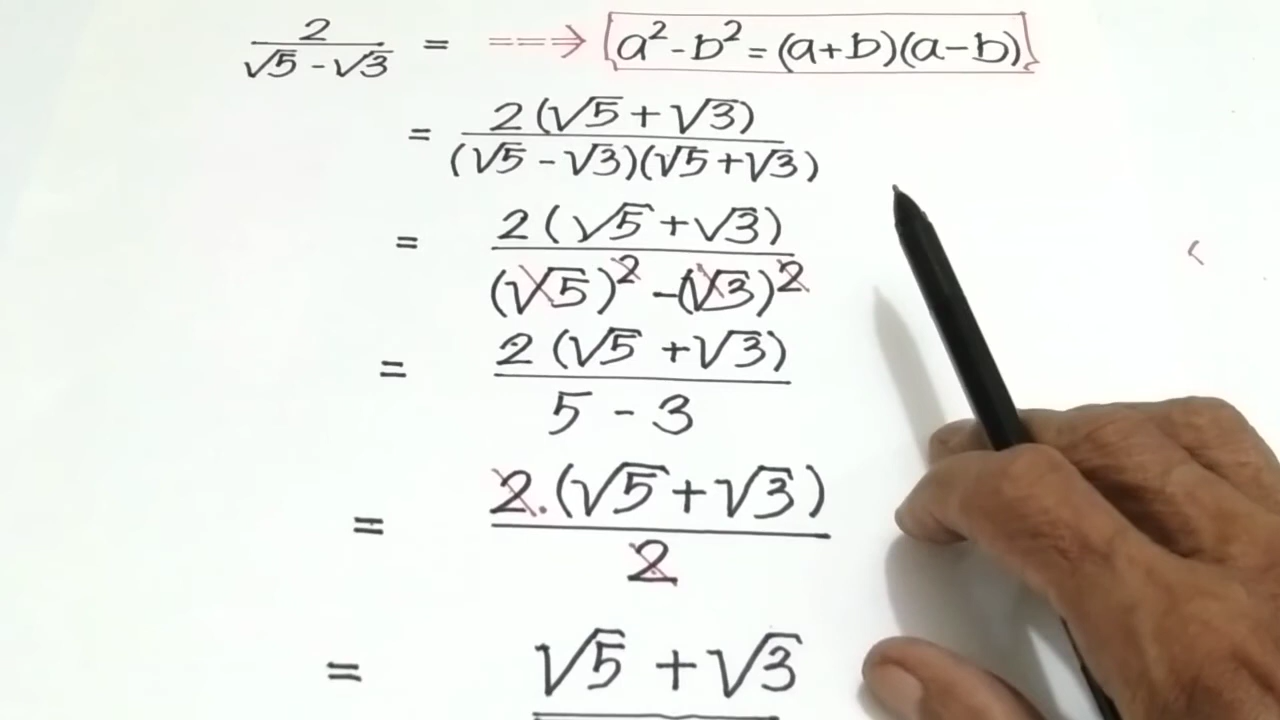 2/(√5 - √3) = ===⇒ a² - b² = (a+b)(a-b)
= 2(√5 + √3)/(√5 - √3)(√5 + √3)
= 2(√5 + √3)/(√5)² - (√3)²
= 2(√5 + √3)/5 - 3
= 2.(√5 + √3)/2
= √5 + √3